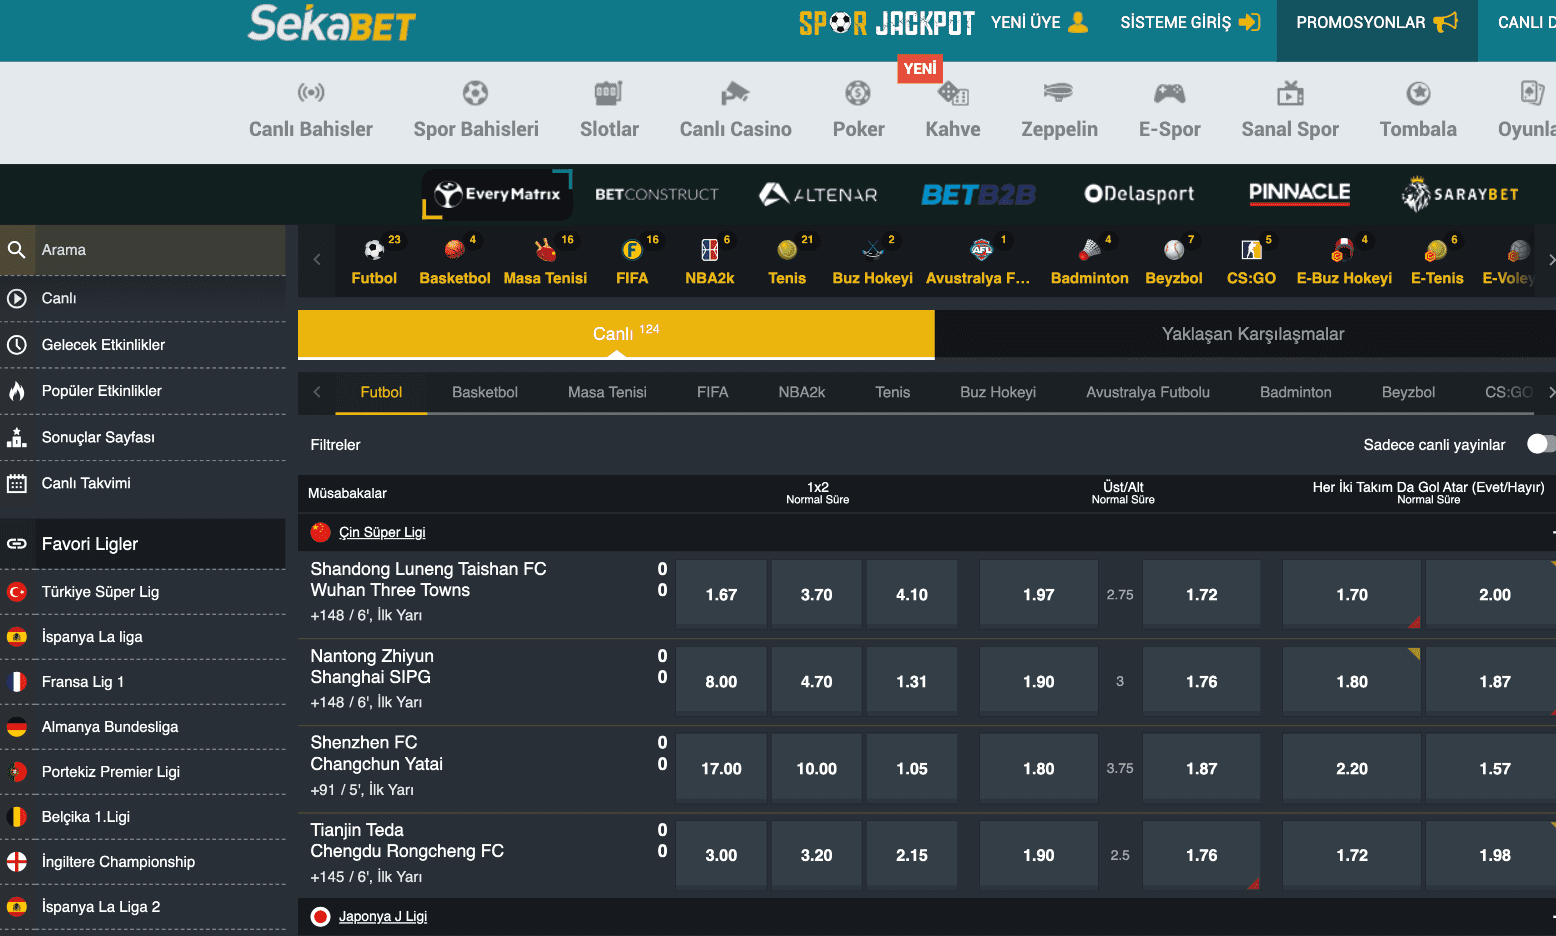 SekaBET
SPOR JACKPOT
YENİ ÜYE
SİSTEME GİRİŞ
PROMOSYONLAR
CANLI D
YENİ
Canlı Bahisler
Spor Bahisleri
Slotlar
Canlı Casino
Poker
Kahve
Zeppelin
E-Spor
Sanal Spor
Tombala
Oyunla
EveryMatrix
BETCONSTRUCT
ALTENAR
BETB2B
Delasport
PINNACLE
SARAYBET
Arama
Canlı
Gelecek Etkinlikler
Popüler Etkinlikler
Sonuçlar Sayfası
Canlı Takvimi
Favori Ligler
Türkiye Süper Lig
İspanya La liga
Fransa Lig 1
Almanya Bundesliga
Portekiz Premier Ligi
Belçika 1.Ligi
İngiltere Championship
İspanya La Liga 2
23
Futbol
4
Basketbol
16
Masa Tenisi
16
FIFA
6
NBA2k
21
Tenis
2
Buz Hokeyi
1
Avustralya F...
4
Badminton
7
Beyzbol
5
CS:GO
4
E-Buz Hokeyi
6
E-Tenis
E-Voley
Canlı 124
Yaklaşan Karşılaşmalar
Futbol
Basketbol
Masa Tenisi
FIFA
NBA2k
Tenis
Buz Hokeyi
Avustralya Futbolu
Badminton
Beyzbol
CS:GO
Filtreler
Sadece canli yayinlar
Müsabakalar
1x2
Normal Süre
Üst/Alt
Normal Süre
Her İki Takım Da Gol Atar (Evet/Hayır)
Normal Süre
Çin Süper Ligi
Shandong Luneng Taishan FC 0
Wuhan Three Towns 0
+148 / 6', İlk Yarı
1.67 3.70 4.10 1.97 2.75 1.72 1.70 2.00
Nantong Zhiyun 0
Shanghai SIPG 0
+148 / 6', İlk Yarı
8.00 4.70 1.31 1.90 3 1.76 1.80 1.87
Shenzhen FC 0
Changchun Yatai 0
+91 / 5', İlk Yarı
17.00 10.00 1.05 1.80 3.75 1.87 2.20 1.57
Tianjin Teda 0
Chengdu Rongcheng FC 0
+145 / 6', İlk Yarı
3.00 3.20 2.15 1.90 2.5 1.76 1.72 1.98
Japonya J Ligi